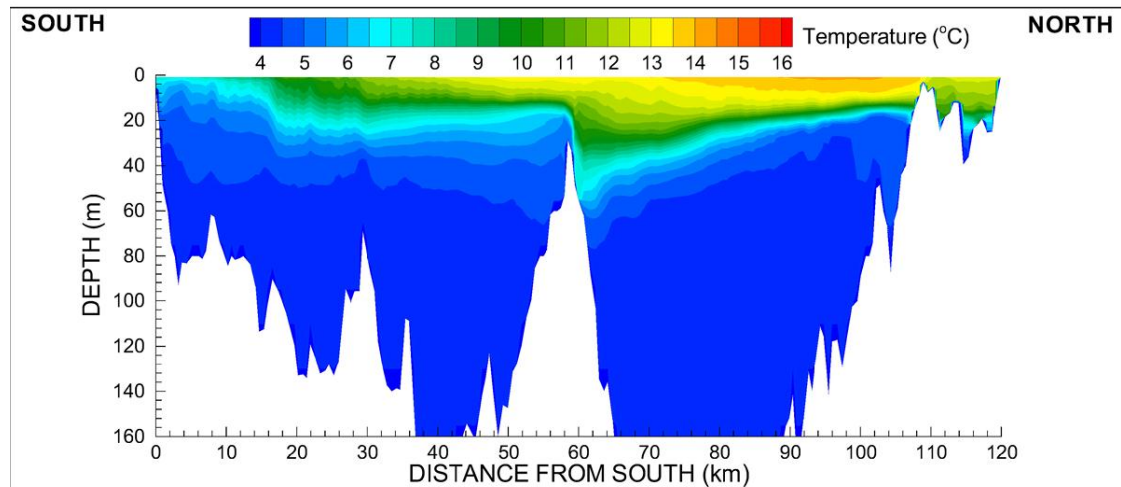 SOUTH
NORTH
Temperature (°C)
4 5 6 7 8 9 10 11 12 13 14 15 16
0
20
40
60
80
100
120
140
160
DEPTH (m)
0 10 20 30 40 50 60 70 80 90 100 110 120
DISTANCE FROM SOUTH (km)